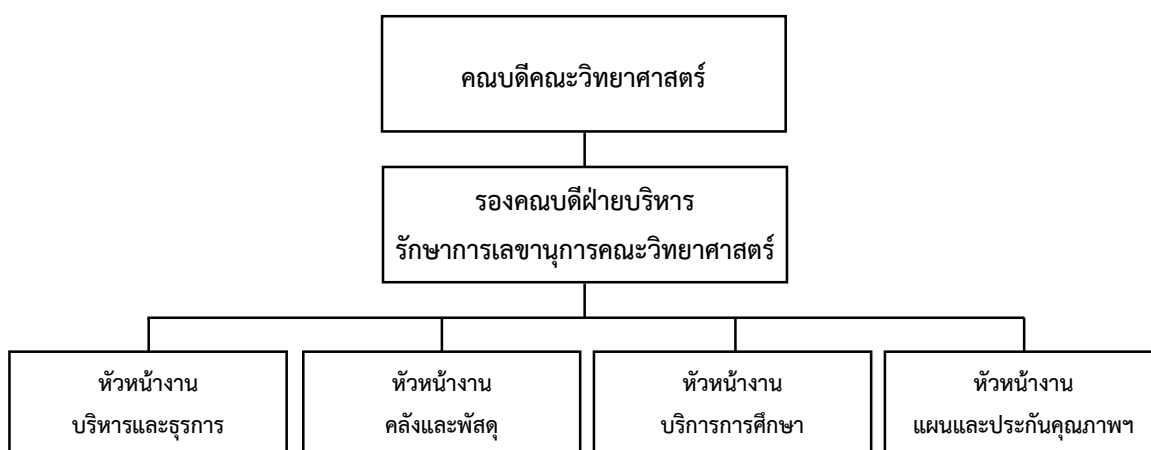 คณบดีคณะวิทยาศาสตร์
รองคณบดีฝ่ายบริหาร
รักษาการเลขานุการคณะวิทยาศาสตร์
หัวหน้างาน
บริหารและธุรการ
หัวหน้างาน
คลังและพัสดุ
หัวหน้างาน
บริการการศึกษา
หัวหน้างาน
แผนและประกันคุณภาพฯ